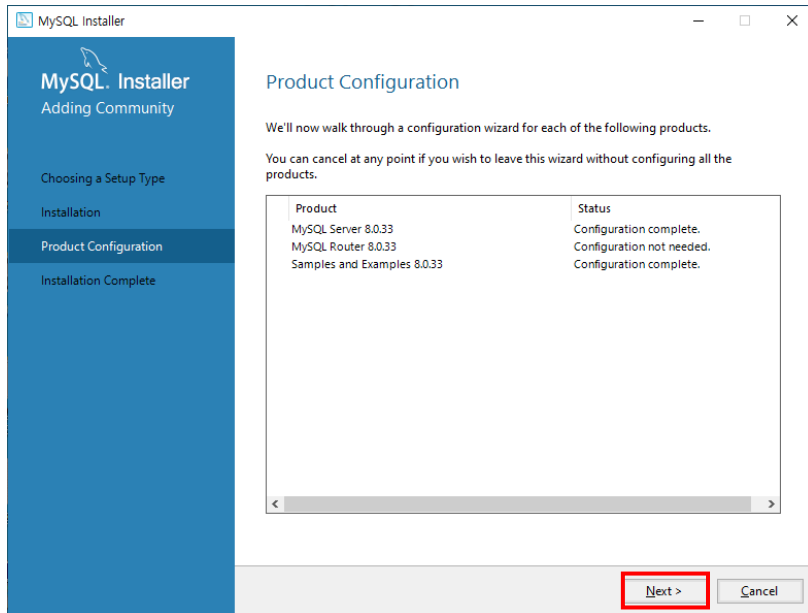 MySQL Installer
MySQL. Installer
Adding Community
Choosing a Setup Type
Installation
Product Configuration
Installation Complete
Product Configuration
We'll now walk through a configuration wizard for each of the following products.
You can cancel at any point if you wish to leave this wizard without configuring all the
products.
Product Status
MySQL Server 8.0.33 Configuration complete.
MySQL Router 8.0.33 Configuration not needed.
Samples and Examples 8.0.33 Configuration complete.
Next > Cancel